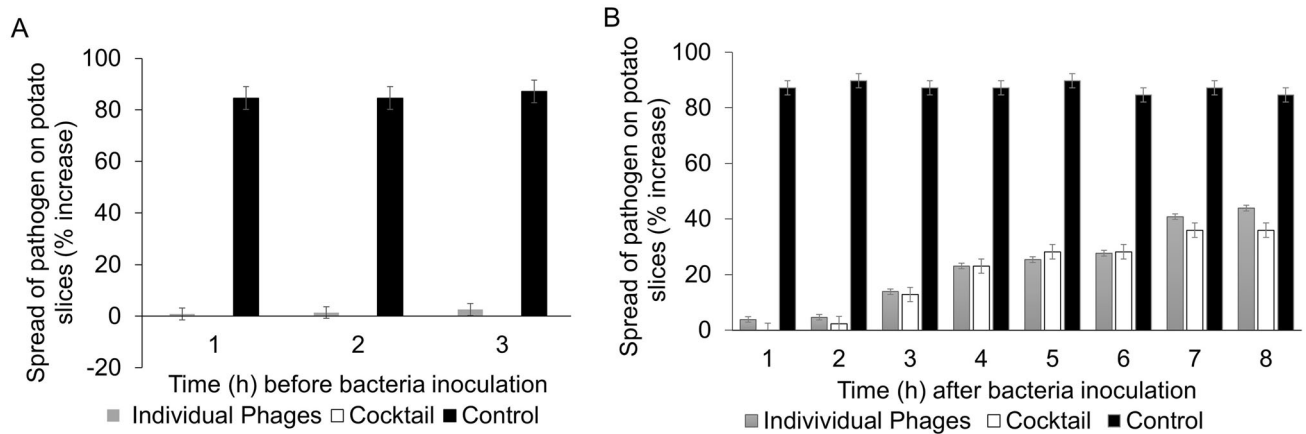 A
Spread of pathogen on potato
slices (% increase)
100
80
60
40
20
0
-20
1 2 3
Time (h) before bacteria inoculation
Individual Phages Cocktail Control
B
Spread of pathogen on potato
slices (% increase)
100
80
60
40
20
0
1 2 3 4 5 6 7 8
Time (h) after bacteria inoculation
Indivividual Phages Cocktail Control